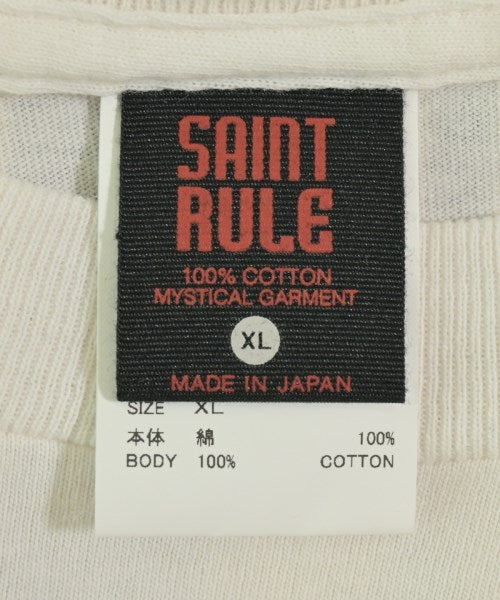 SAINT
RULE
100% COTTON
MYSTICAL GARMENT
XL
MADE IN JAPAN
SIZE XL
本体 綿 100%
BODY 100% COTTON